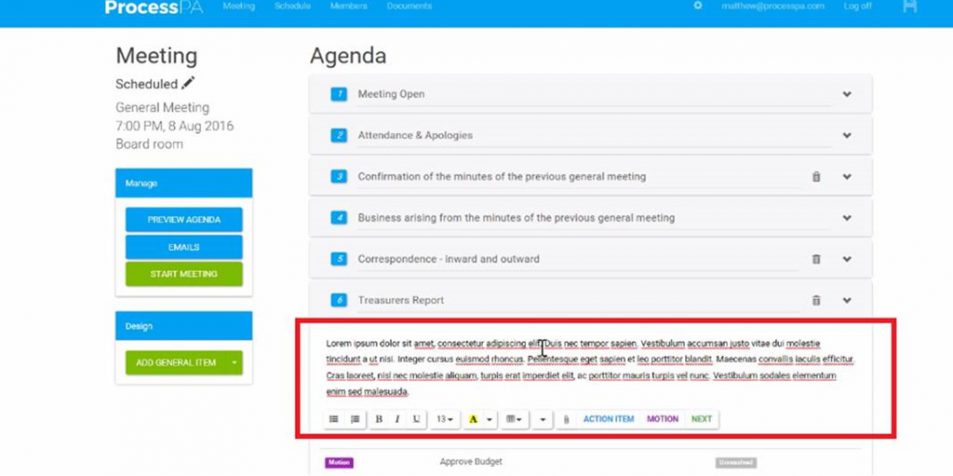 ProcessPA Meeting Schedule Members Documents matthew@processpa.com Log off
Meeting
Scheduled
General Meeting
7:00 PM, 8 Aug 2016
Board room
Manage
PREVIEW AGENDA
EMAILS
START MEETING
Design
ADD GENERAL ITEM
Agenda
1 Meeting Open
2 Attendance & Apologies
3 Confirmation of the minutes of the previous general meeting
4 Business arising from the minutes of the previous general meeting
5 Correspondence - inward and outward
6 Treasurers Report
Lorem ipsum dolor sit amet, consectetur adipiscing elit. Duis nec tempor sapien. Vestibulum accumsan justo vitae dui molestie
tincidunt a ut nisi. Integer cursus euismod rhoncus. Pellentesque eget sapien et leo porttitor blandit. Maecenas convallis iaculis efficitur.
Cras laoreet, nisl nec molestie aliquam, turpis erat imperdiet elit, ac porttitor mauris turpis vel nunc. Vestibulum sodales elementum
enim sed malesuada.
B I U 13 A ACTION ITEM MOTION NEXT
Motion Approve Budget Unresolved